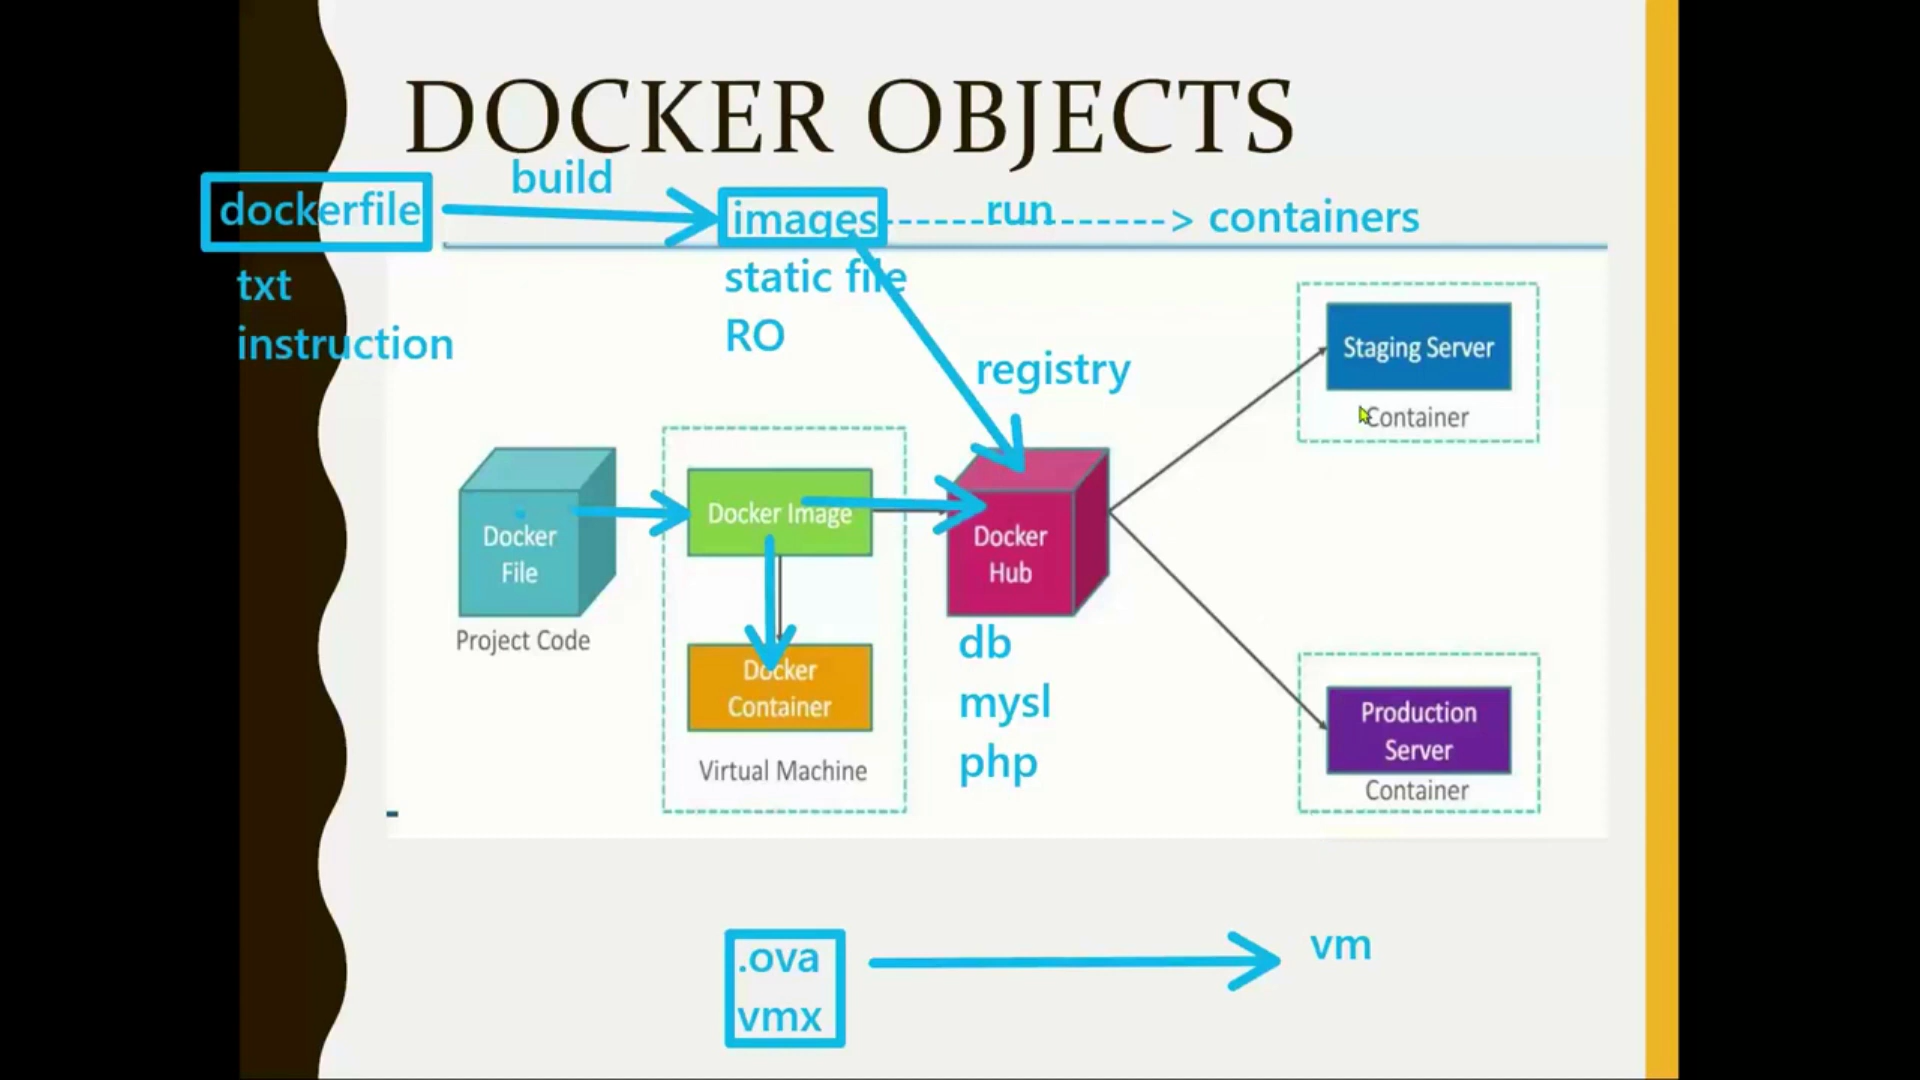 DOCKER OBJECTS
build
dockerfile
images
run
-----------------> containers
txt
instruction
static file
RO
registry
Staging Server
Container
Docker
File
Project Code
Docker Image
Docker
Container
Virtual Machine
Docker
Hub
db
mysl
php
Production
Server
Container
.ova
vmx
vm